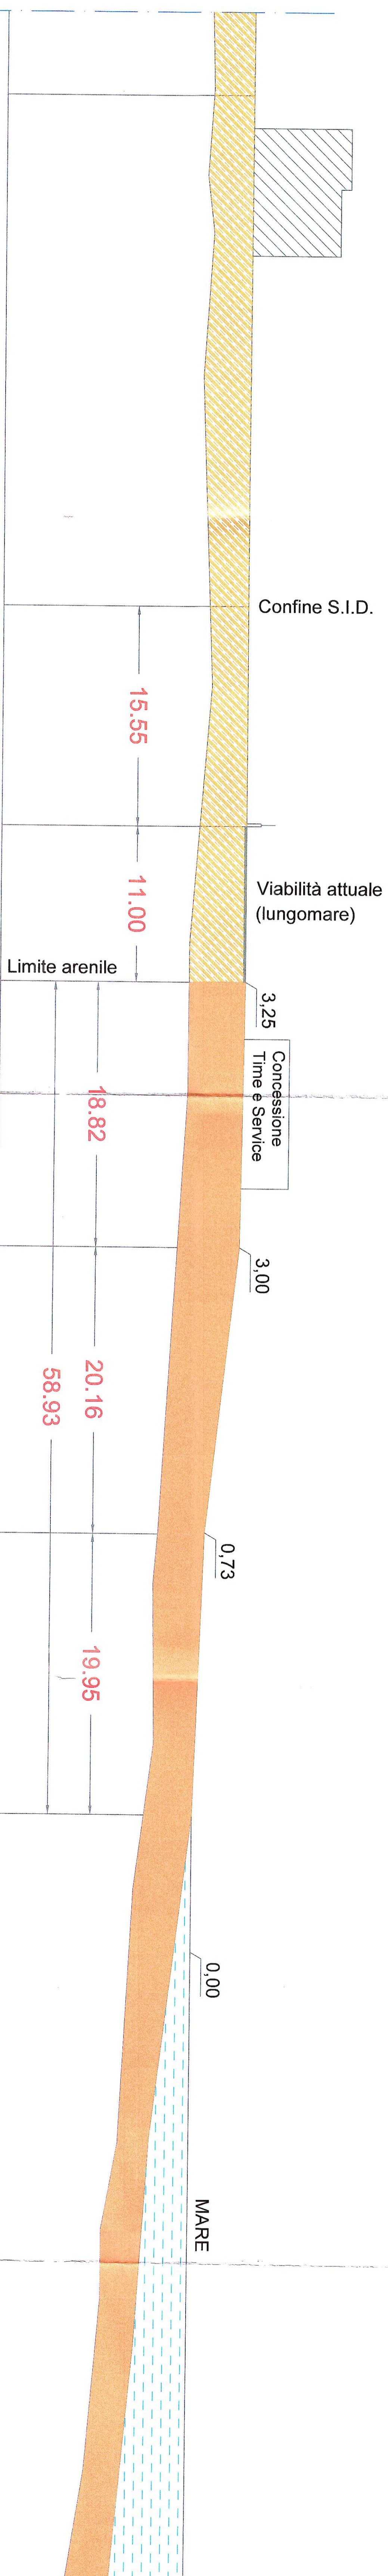 Confine S.I.D.
15.55
11.00
Viabilità attuale
(lungomare)
Limite arenile
3,25
Concessione
Time e Service
18.82
3,00
20.16
58.93
0,73
19.95
0,00
MARE